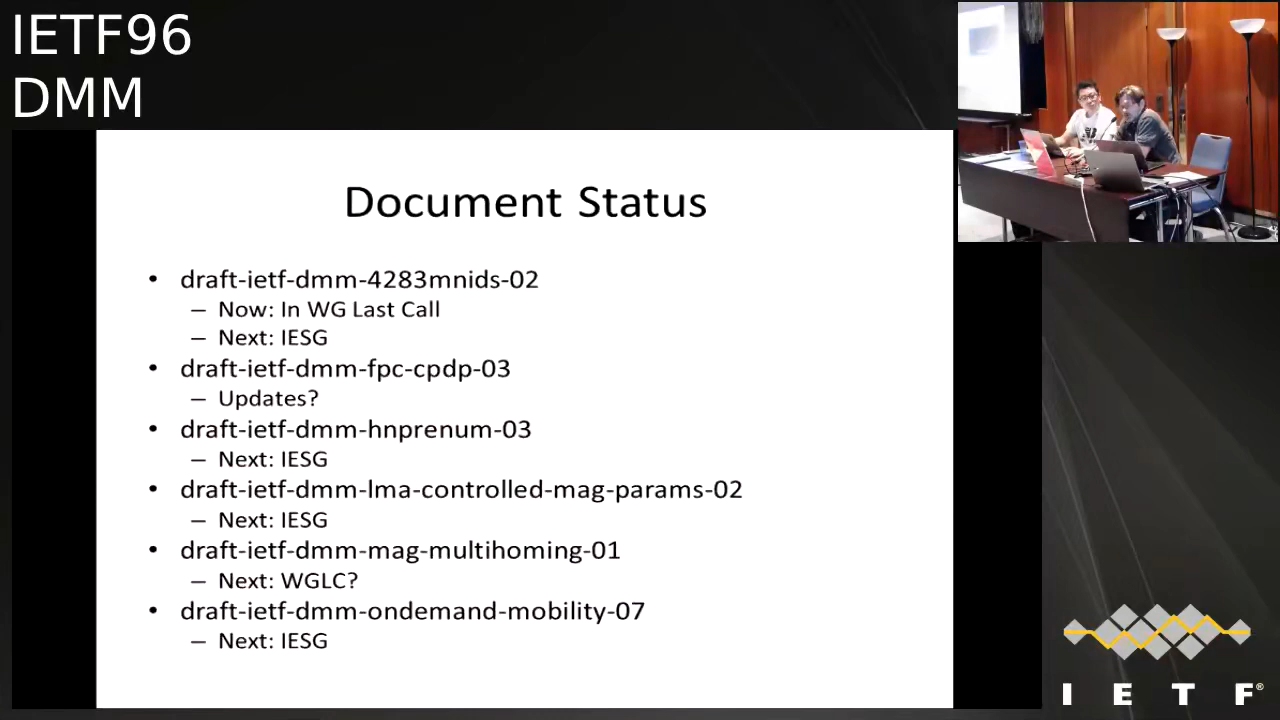 IETF96
DMM
Document Status
• draft-ietf-dmm-4283mnids-02
– Now: In WG Last Call
– Next: IESG
• draft-ietf-dmm-fpc-cpdp-03
– Updates?
• draft-ietf-dmm-hnprenum-03
– Next: IESG
• draft-ietf-dmm-lma-controlled-mag-params-02
– Next: IESG
• draft-ietf-dmm-mag-multihoming-01
– Next: WGLC?
• draft-ietf-dmm-ondemand-mobility-07
– Next: IESG
I E T F®